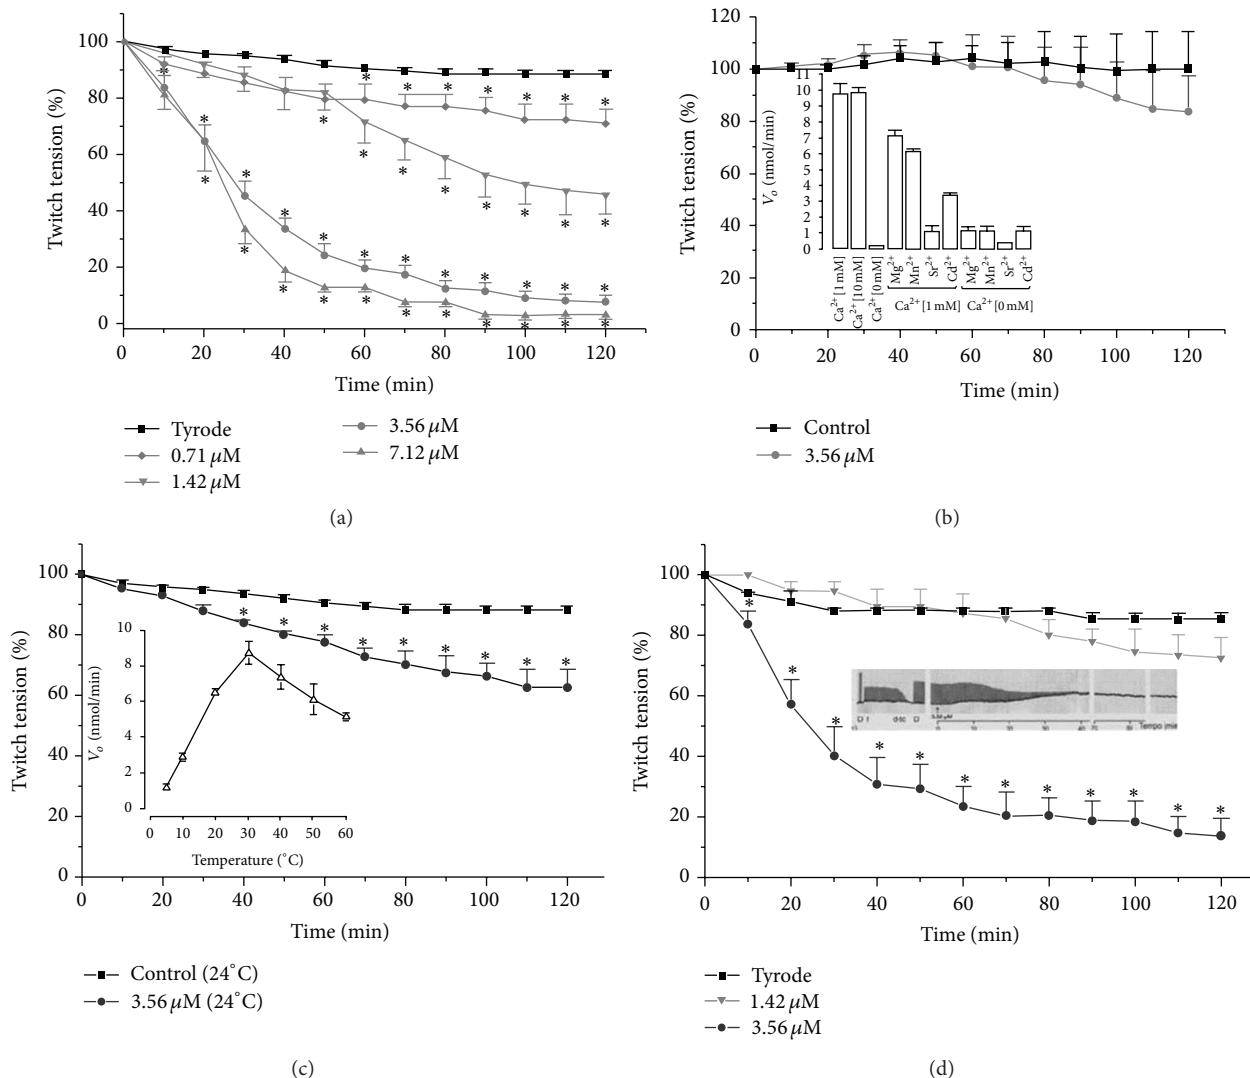 100
80
60
40
20
0
Twitch tension (%)
0 20 40 60 80 100 120
Time (min)
Tyrode
0.71 μM
1.42 μM
3.56 μM
7.12 μM
(a)
120
100
80
60
40
20
0
Twitch tension (%)
11
10
9
8
7
6
5
4
3
2
1
0
Vo (nmol/min)
Ca²⁺ [1 mM]
Ca²⁺ [10 mM]
Ca²⁺ [0 mM]
Mg²⁺
Mn²⁺
Sr²⁺
Cd²⁺
Mg²⁺
Mn²⁺
Sr²⁺
Cd²⁺
Ca²⁺ [1 mM] Ca²⁺ [0 mM]
0 20 40 60 80 100 120
Time (min)
Control
3.56 μM
(b)
100
80
60
40
20
0
Twitch tension (%)
10
8
6
4
2
0
Vo (nmol/min)
0 10 20 30 40 50 60
Temperature (°C)
0 20 40 60 80 100 120
Time (min)
Control (24°C)
3.56 μM (24°C)
(c)
100
80
60
40
20
0
Twitch tension (%)
d-tc
0 10 20 30 40
Tempo (min
0 20 40 60 80 100 120
Time (min)
Tyrode
1.42 μM
3.56 μM
(d)